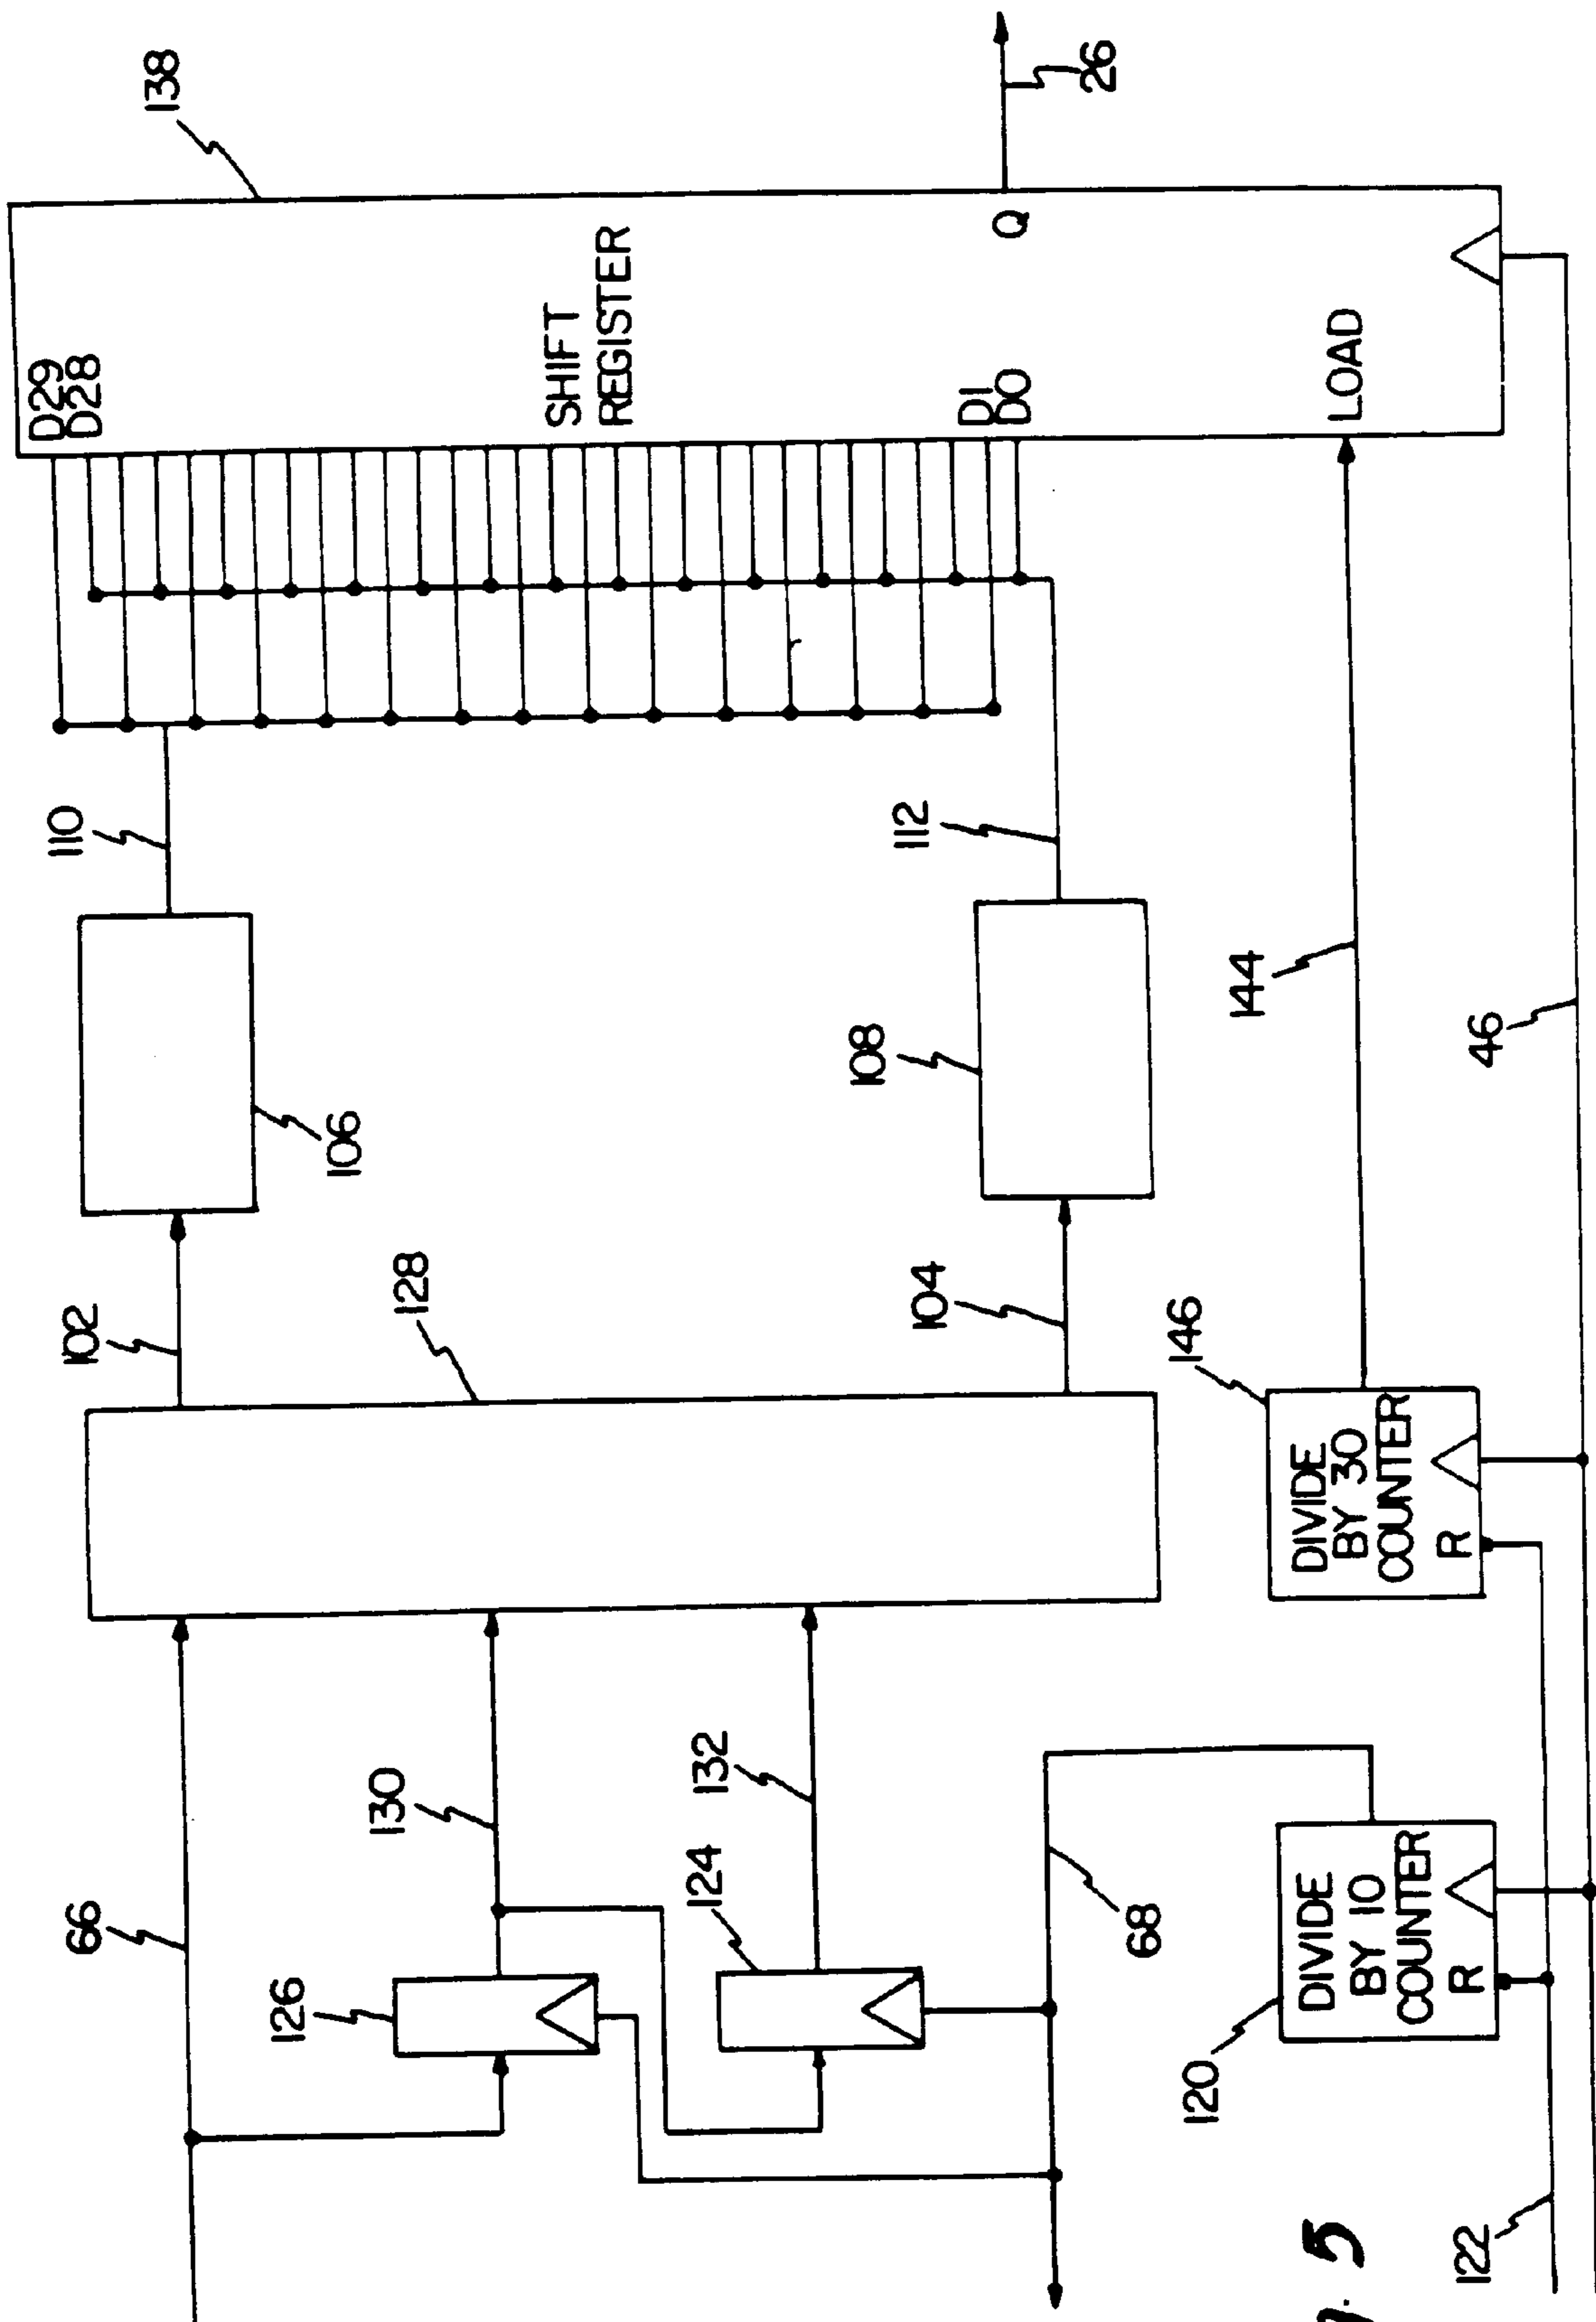 138
D29
D28
SHIFT
REGISTER
D1
D0
Q
LOAD
26
110
112
106
108
144
46
102
128
104
146
DIVIDE
BY 30
COUNTER
R
66
130
132
126
124
68
120
DIVIDE
BY 10
COUNTER
R
122
5